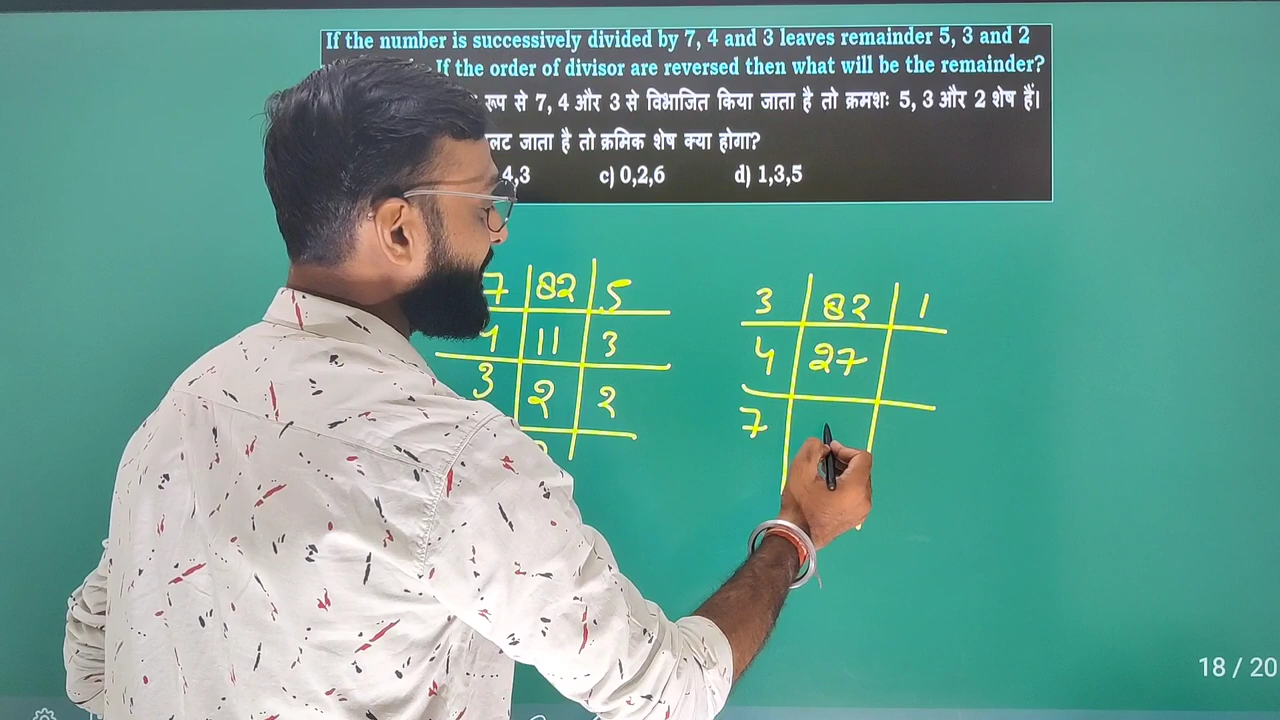 If the number is successively divided by 7, 4 and 3 leaves remainder 5, 3 and 2
If the order of divisor are reversed then what will be the remainder?
रूप से 7, 4 और 3 से विभाजित किया जाता है तो क्रमशः 5, 3 और 2 शेष हैं।
जाता है तो क्रमिक शेष क्या होगा?
4,3 c) 0,2,6 d) 1,3,5
7 82 5
4 11 3
3 2 2
3 82 1
4 27
7
18 / 20